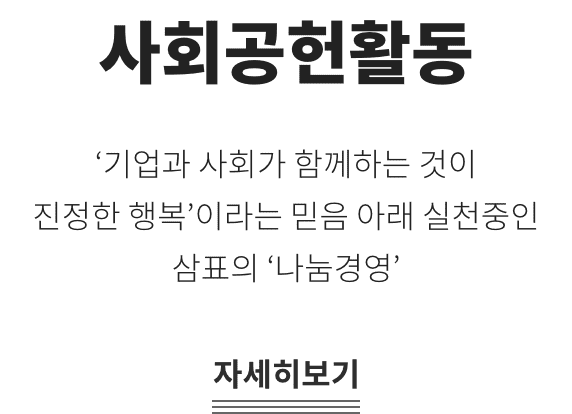 사회공헌활동
‘기업과 사회가 함께하는 것이
진정한 행복’이라는 믿음 아래 실천중인
삼표의 ‘나눔경영’
자세히보기